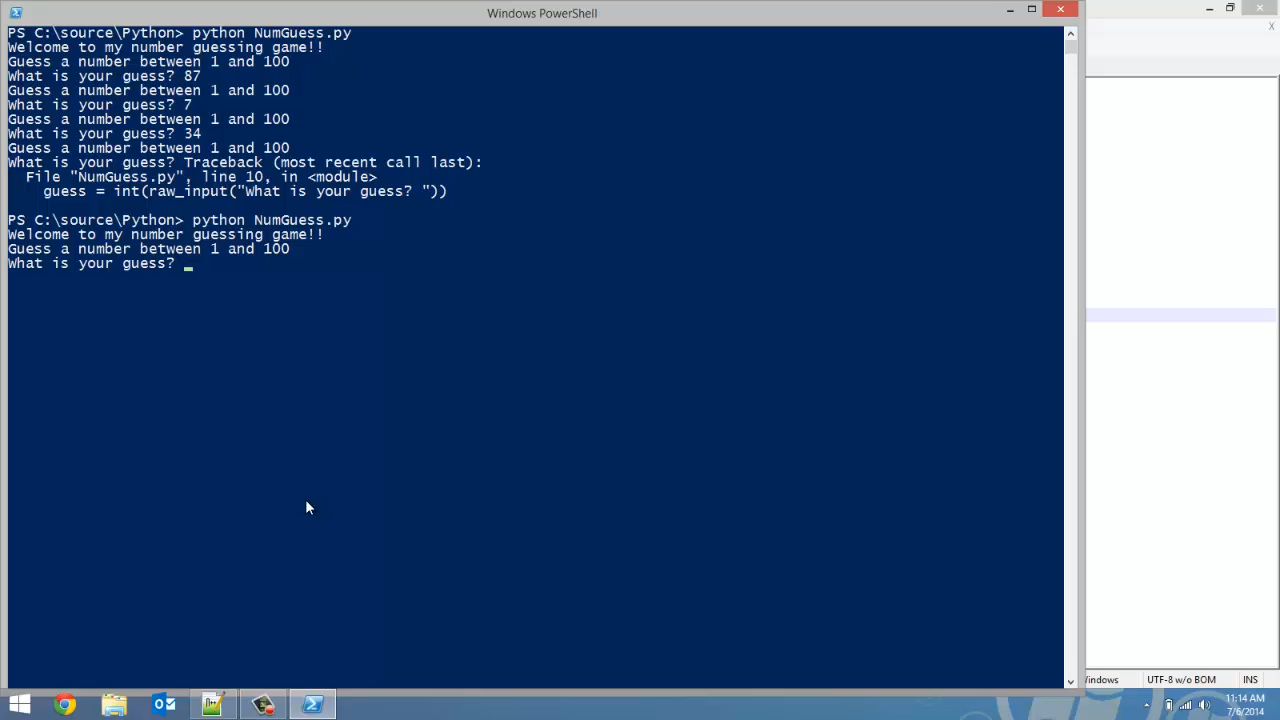 Windows PowerShell
PS C:\source\Python> python NumGuess.py
Welcome to my number guessing game!!
Guess a number between 1 and 100
What is your guess? 87
Guess a number between 1 and 100
What is your guess? 7
Guess a number between 1 and 100
What is your guess? 34
Guess a number between 1 and 100
What is your guess? Traceback (most recent call last):
File "NumGuess.py", line 10, in <module>
guess = int(raw_input("What is your guess? "))
PS C:\source\Python> python NumGuess.py
Welcome to my number guessing game!!
Guess a number between 1 and 100
What is your guess?
indows UTF-8 w/o BOM INS
11:14 AM
7/6/2014